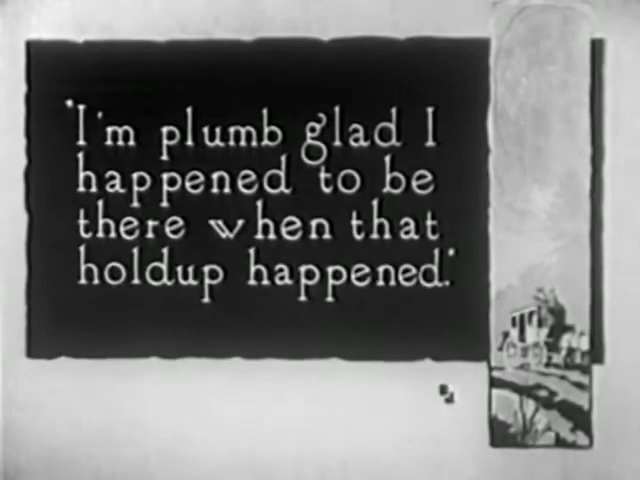 "I'm plumb glad I
happened to be
there when that
holdup happened."